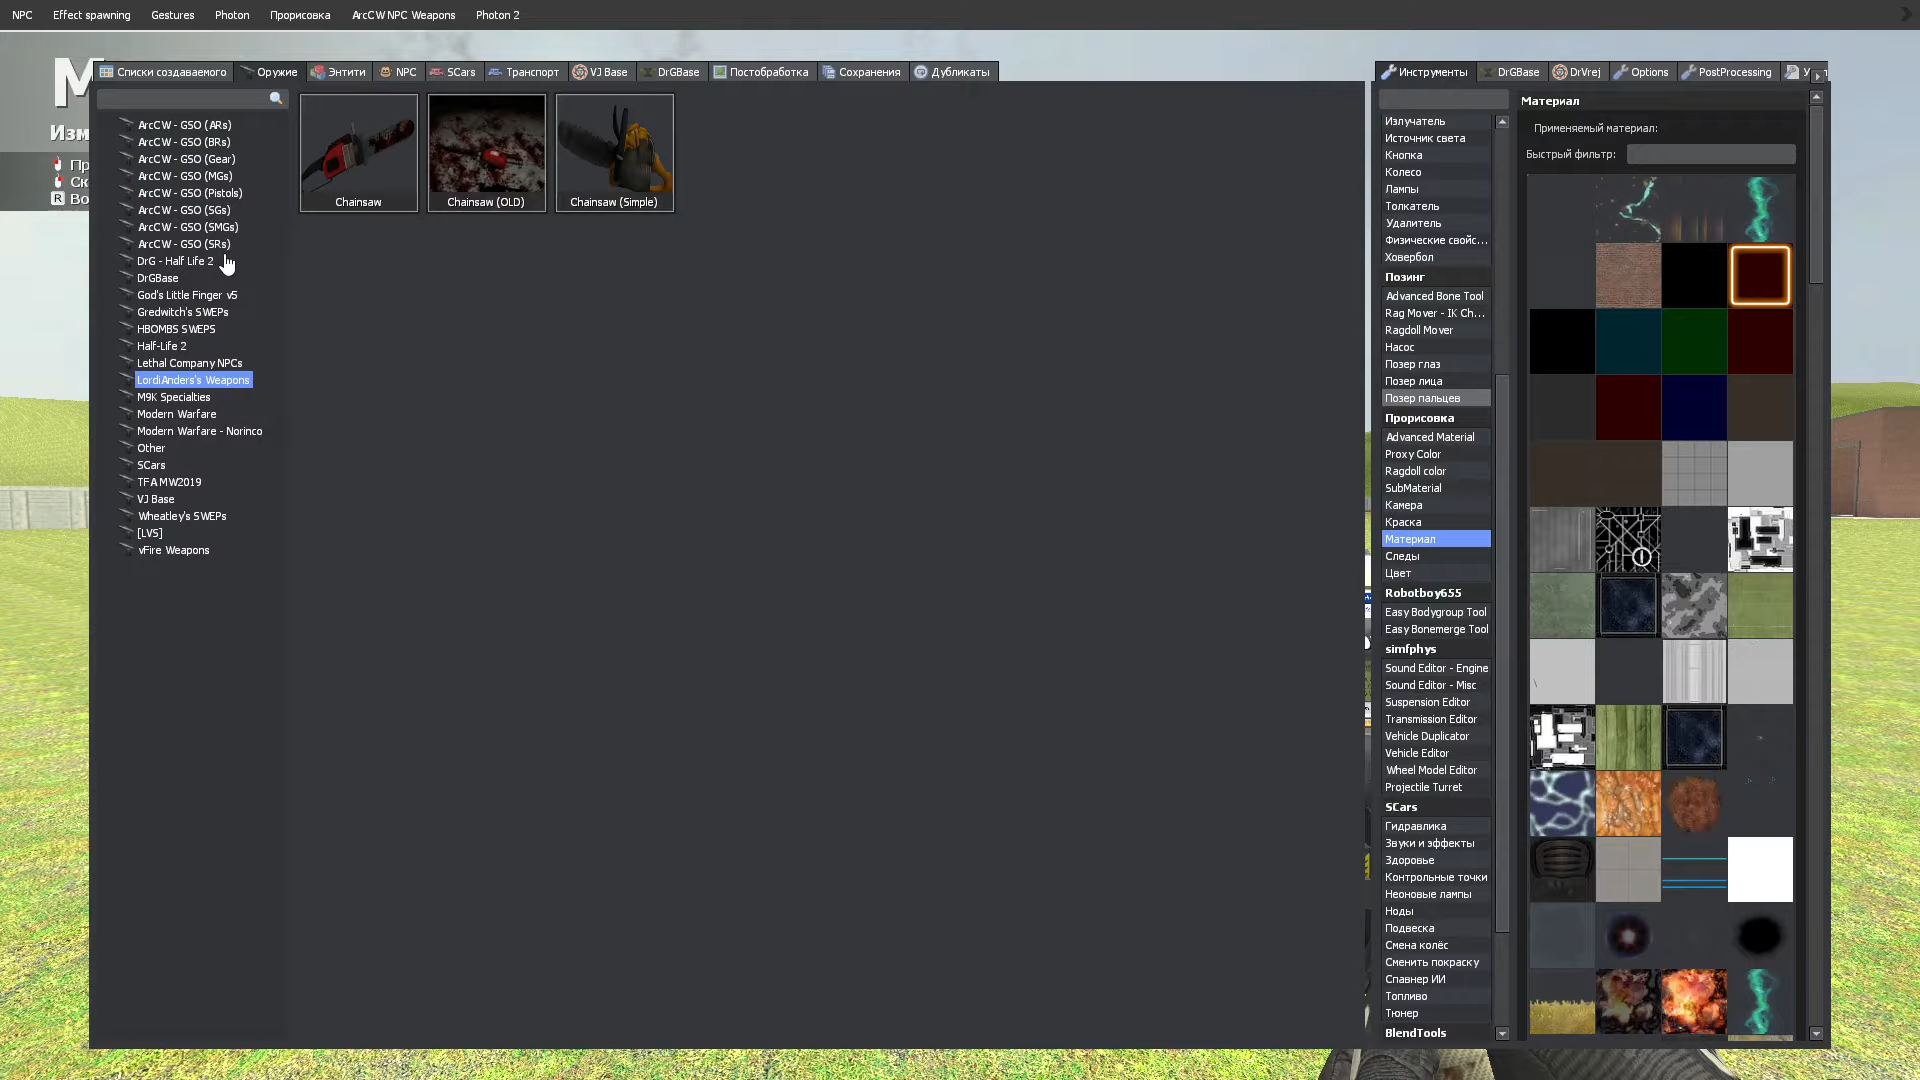 NPC Effect spawning Gestures Photon Прорисовка ArcCW NPC Weapons Photon 2
Списки создаваемого Оружие Энтити NPC SCars Транспорт VJ Base DrGBase Постобработка Сохранения Дубликаты
Изм
R
ArcCW - GSO (ARs)
ArcCW - GSO (BRs)
ArcCW - GSO (Gear)
ArcCW - GSO (MGs)
ArcCW - GSO (Pistols)
ArcCW - GSO (SGs)
ArcCW - GSO (SMGs)
ArcCW - GSO (SRs)
DrG - Half Life 2
DrGBase
God's Little Finger v5
Gredwitch's SWEPs
HBOMBS SWEPS
Half-Life 2
Lethal Company NPCs
LordiAnders's Weapons
M9K Specialties
Modern Warfare
Modern Warfare - Norinco
Other
SCars
TFA MW2019
VJ Base
Wheatley's SWEPs
[LVS]
vFire Weapons
Chainsaw
Chainsaw (OLD)
Chainsaw (Simple)
Инструменты DrGBase DrVrej Options PostProcessing
Излучатель
Источник света
Кнопка
Колесо
Лампы
Толкатель
Удалитель
Физические свойс...
Ховербол
Позинг
Advanced Bone Tool
Rag Mover - IK Ch...
Ragdoll Mover
Насос
Позер глаз
Позер лица
Позер пальцев
Прорисовка
Advanced Material
Proxy Color
Ragdoll color
SubMaterial
Камера
Краска
Материал
Следы
Цвет
Robotboy655
Easy Bodygroup Tool
Easy Bonemerge Tool
simfphys
Sound Editor - Engine
Sound Editor - Misc
Suspension Editor
Transmission Editor
Vehicle Duplicator
Vehicle Editor
Wheel Model Editor
Projectile Turret
SCars
Гидравлика
Звуки и эффекты
Здоровье
Контрольные точки
Неоновые лампы
Ноды
Подвеска
Смена колёс
Сменить покраску
Спавнер ИИ
Топливо
Тюнер
BlendTools
Материал
Применяемый материал:
Быстрый фильтр: